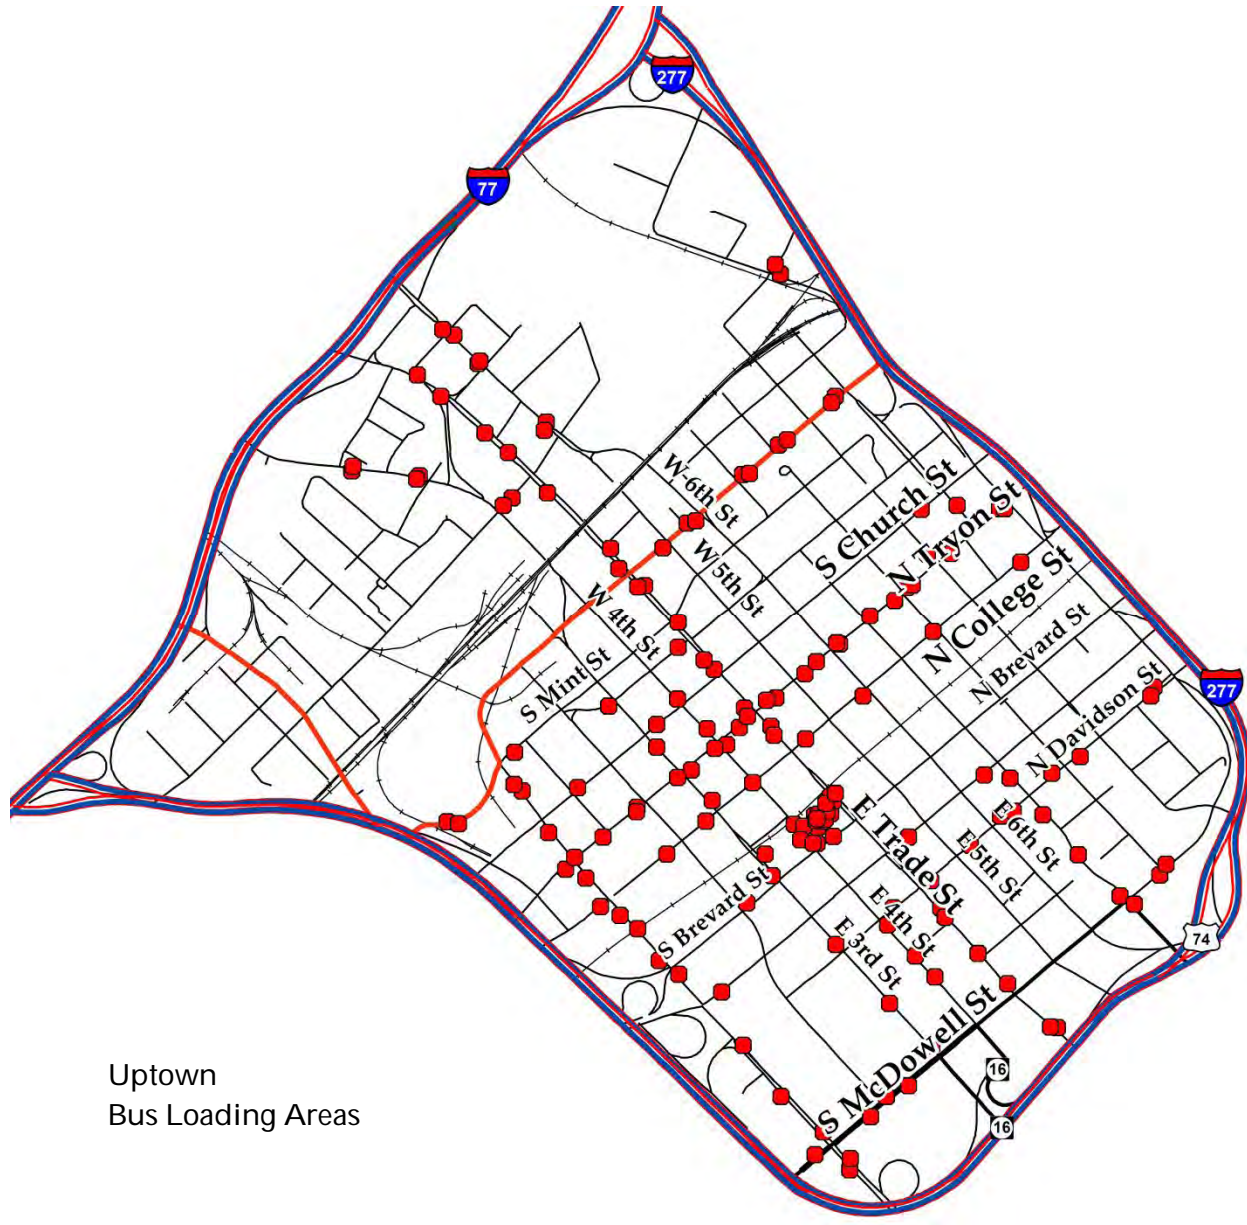 277
77
W 6th St
S Church St
N Tryon St
W 5th St
N College St
W 4th St
N Brevard St
S Mint St
N Davidson St
277
E 6th St
E Trade St
E 5th St
S Brevard St
E 4th St
E 3rd St
74
S McDowell St
16
16
Uptown
Bus Loading Areas